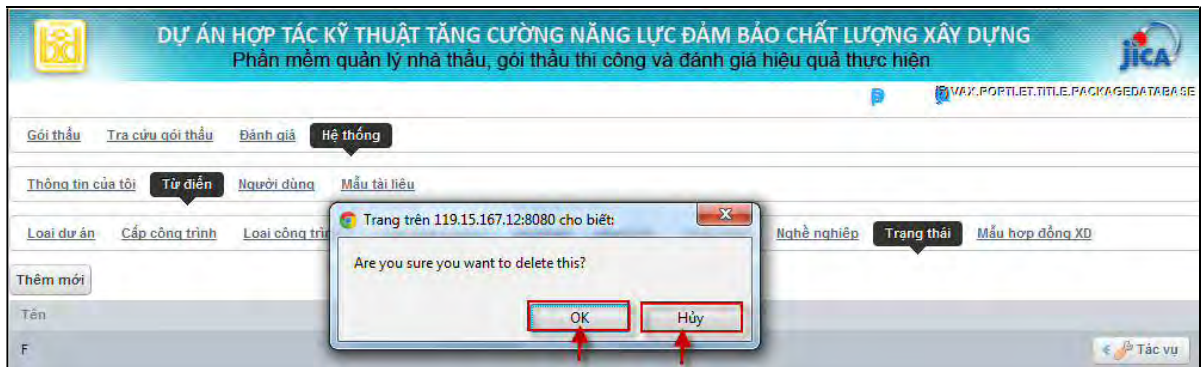 DỰ ÁN HỢP TÁC KỸ THUẬT TĂNG CƯỜNG NĂNG LỰC ĐẢM BẢO CHẤT LƯỢNG XÂY DỰNG
Phần mềm quản lý nhà thầu, gói thầu thi công và đánh giá hiệu quả thực hiện
bxd
jica
VAX.PORTLET.TITLE.PACKAGEDATABASE
Gói thầu Tra cứu gói thầu Đánh giá Hệ thống
Thông tin của tôi Từ điển Người dùng Mẫu tài liệu
Loại dự án Cấp công trình Loại công Nghề nghiệp Trạng thái Mẫu hợp đồng XD
Trang trên 119.15.167.12:8080 cho biết:
Are you sure you want to delete this?
OK Hủy
Thêm mới
Tên
F Tác vụ